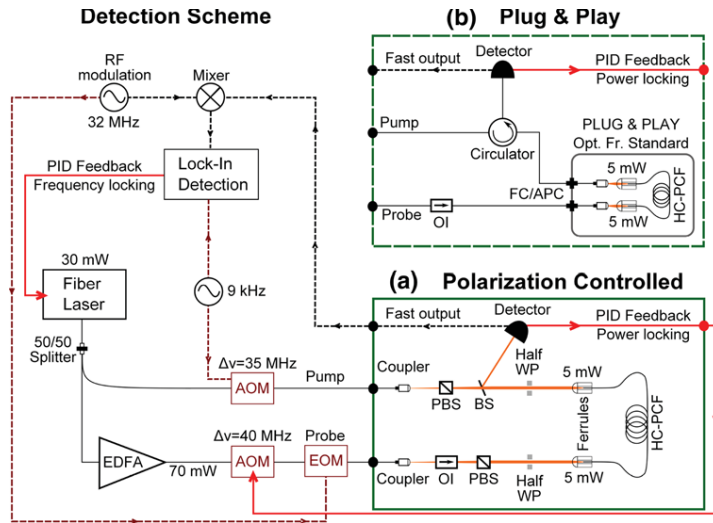 Detection Scheme
RF
modulation
32 MHz
Mixer
PID Feedback
Frequency locking
Lock-In
Detection
30 mW
Fiber
Laser
9 kHz
50/50
Splitter
Δν=35 MHz
AOM
Pump
EDFA
70 mW
Δν=40 MHz
AOM
Probe
EOM
(b) Plug & Play
Fast output
Detector
PID Feedback
Power locking
Pump
Circulator
PLUG & PLAY
Opt. Fr. Standard
5 mW
5 mW
HC-PCF
FC/APC
Probe
OI
(a) Polarization Controlled
Fast output
Detector
PID Feedback
Power locking
Coupler
PBS
BS
Half
WP
5 mW
Ferrules
HC-PCF
Coupler
OI
PBS
Half
WP
5 mW